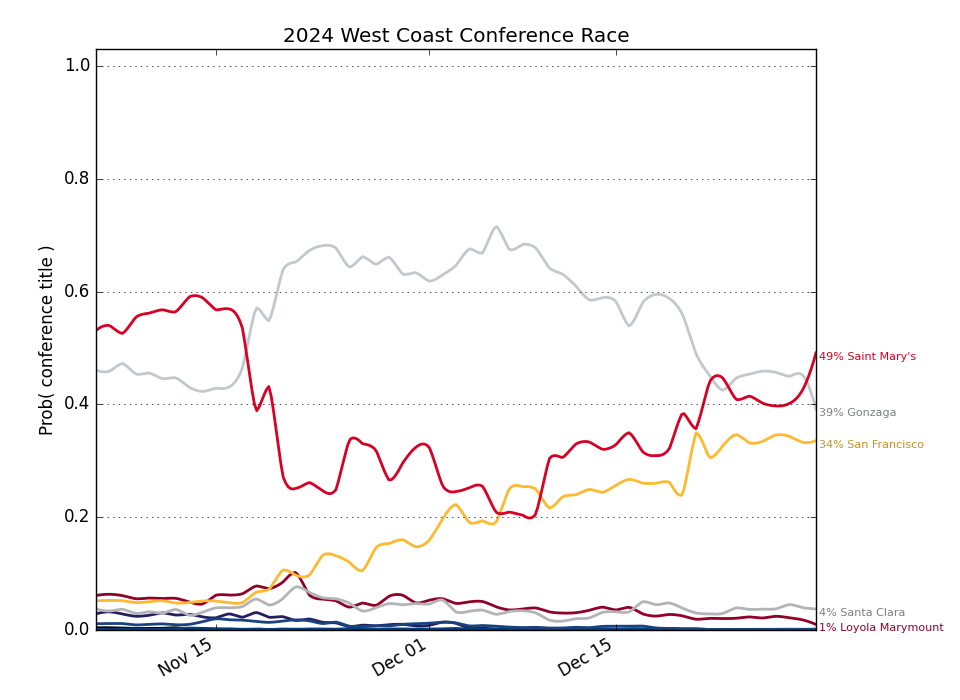 2024 West Coast Conference Race
Prob( conference title )
1.0
0.8
0.6
0.4
0.2
0.0
Nov 15
Dec 01
Dec 15
49% Saint Mary's
39% Gonzaga
34% San Francisco
4% Santa Clara
1% Loyola Marymount